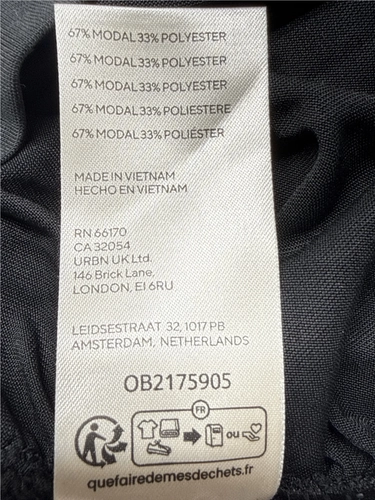 67% MODAL 33% POLYESTER
67% MODAL 33% POLYESTER
67% MODAL 33% POLYESTER
67% MODAL 33% POLIESTERE
67% MODAL 33% POLIÉSTER
MADE IN VIETNAM
HECHO EN VIETNAM
RN 66170
CA 32054
URBN UK Ltd.
146 Brick Lane,
LONDON, E1 6RU
LEIDSESTRAAT 32, 1017 PB
AMSTERDAM, NETHERLANDS
OB2175905
FR
ou
quefairedemesdechets.fr